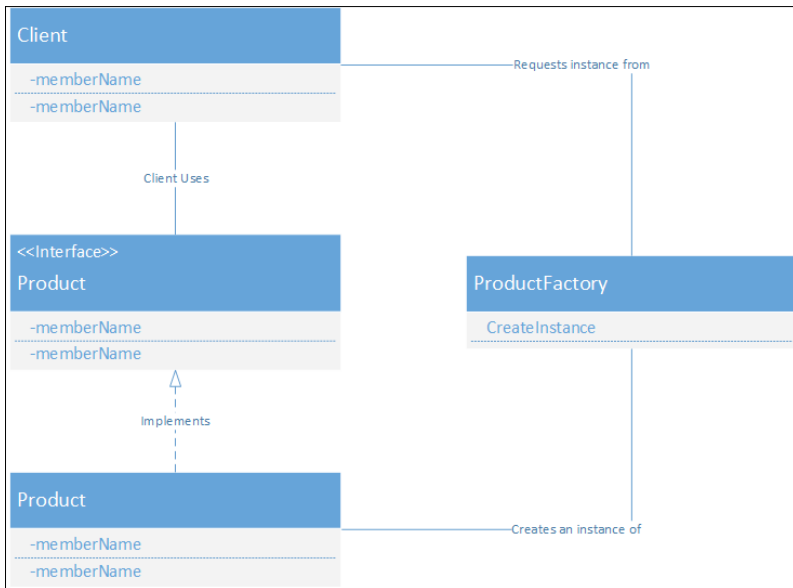 Client
-memberName
-memberName
Requests instance from
Client Uses
<<Interface>>
Product
-memberName
-memberName
ProductFactory
CreateInstance
Implements
Product
-memberName
-memberName
Creates an instance of